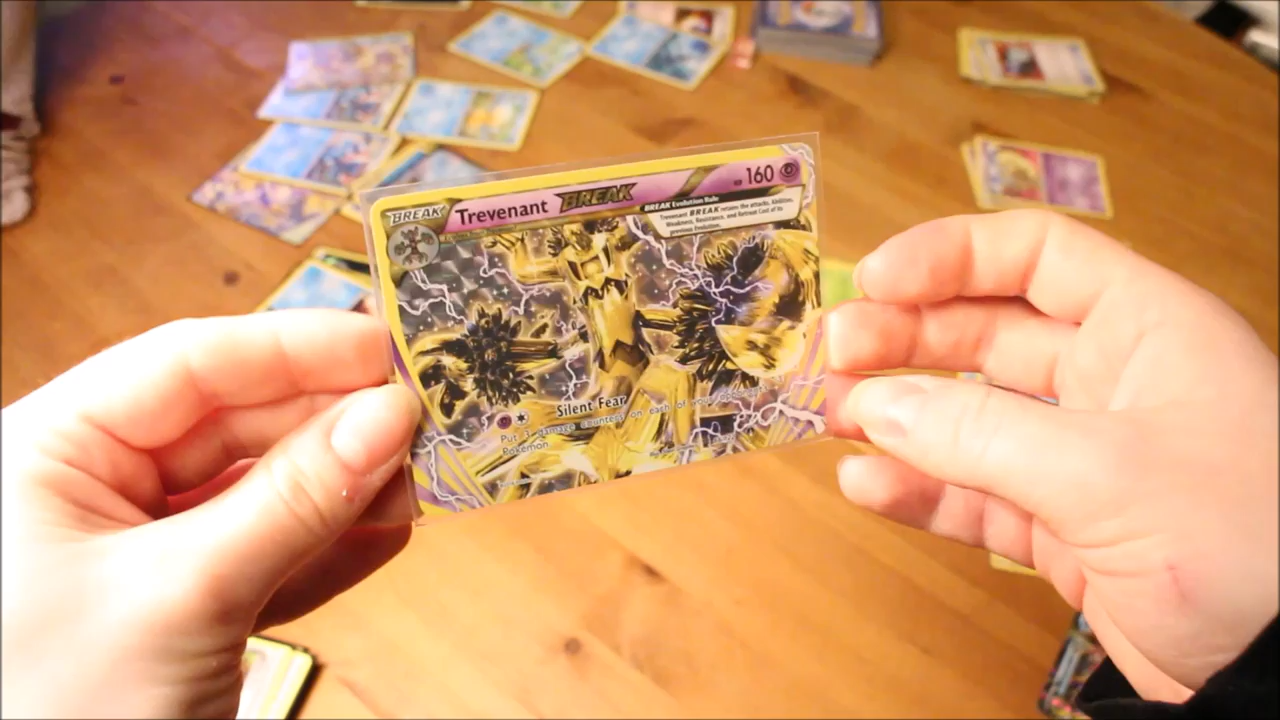 BREAK
Trevenant BREAK
HP 160
BREAK Evolution Rule
Trevenant BREAK retains the attacks, Abilities,
Weakness, Resistance, and Retreat Cost of its
previous Evolution.
Silent Fear
Put 3 damage counters on each of your opponent's
Pokémon